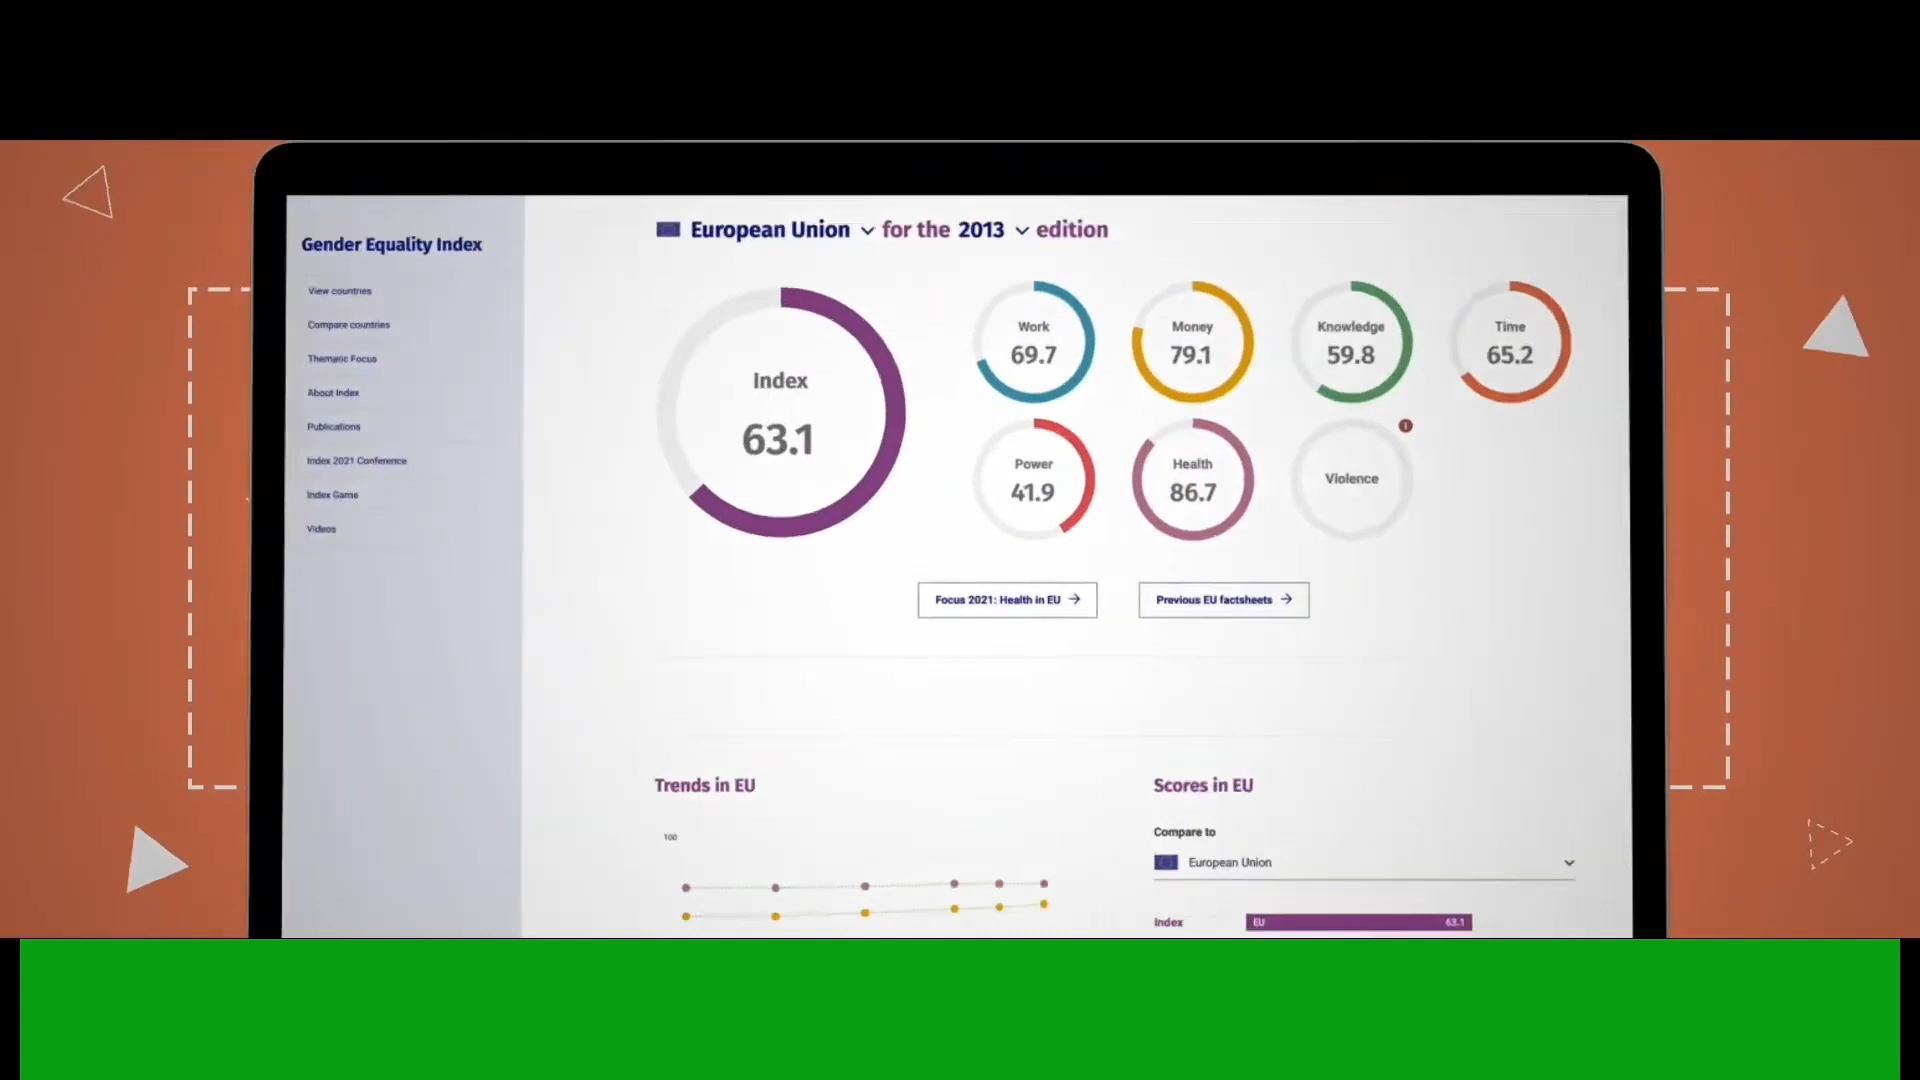 European Union for the 2013 edition
Gender Equality Index
View countries
Compare countries
Thematic Focus
About Index
Publications
Index 2021 Conference
Index Game
Videos
Index
63.1
Work
69.7
Money
79.1
Knowledge
59.8
Time
65.2
Power
41.9
Health
86.7
Violence
Focus 2021: Health in EU →
Previous EU factsheets →
Trends in EU
100
Scores in EU
Compare to
European Union
Index EU 63.1